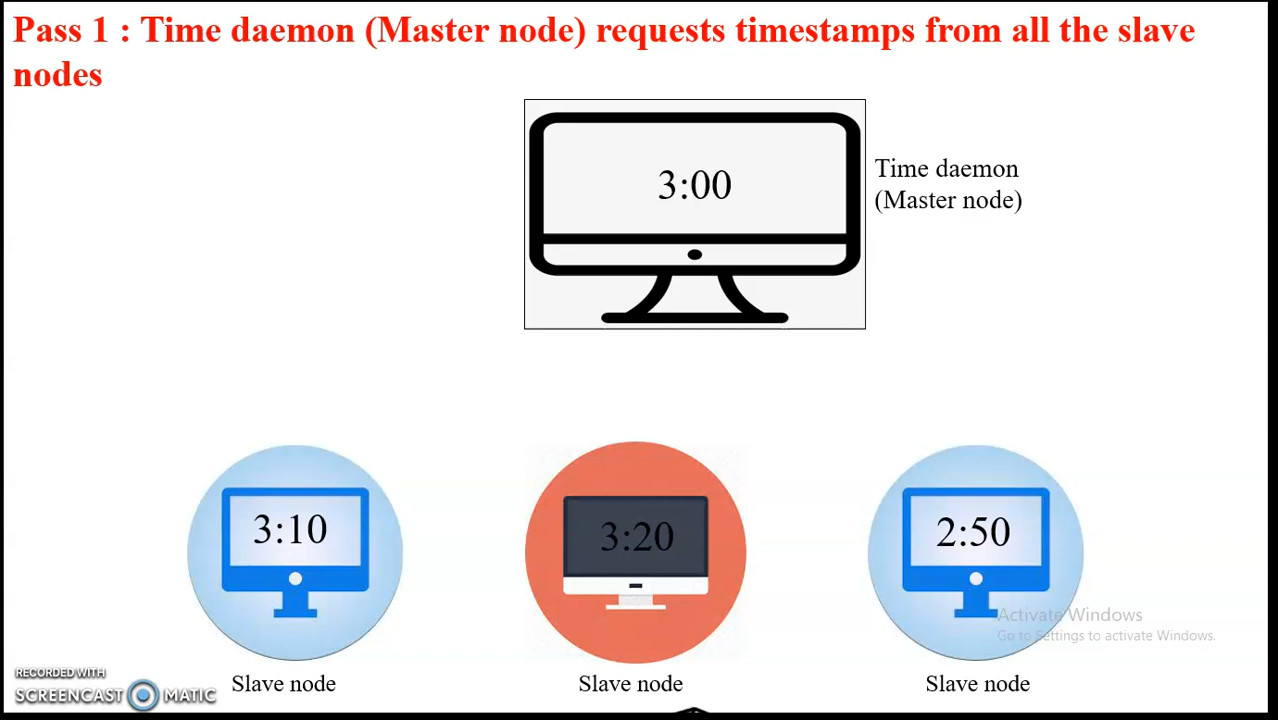 Pass 1 : Time daemon (Master node) requests timestamps from all the slave
nodes
3:00
Time daemon
(Master node)
3:10
3:20
2:50
Activate Windows
Go to Settings to activate Windows.
RECORDED WITH
SCREENCAST MATIC
Slave node
Slave node
Slave node